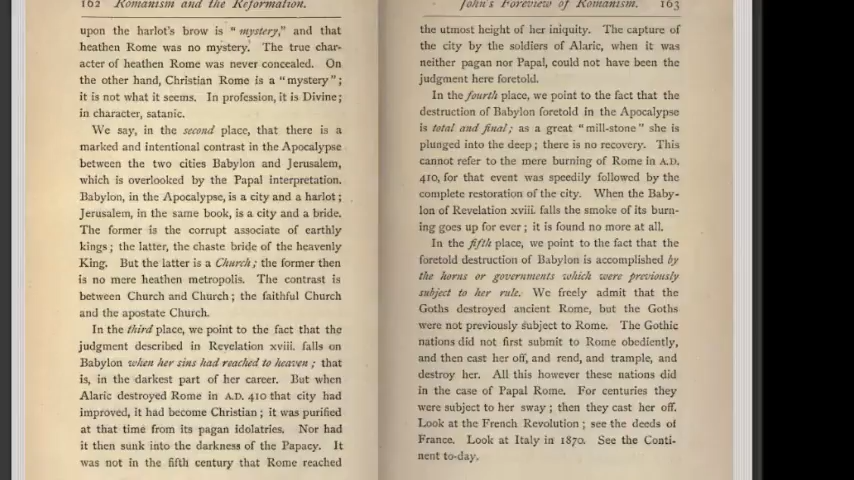 162 Romanism and the Reformation.
upon the harlot's brow is "mystery," and that
heathen Rome was no mystery. The true char-
acter of heathen Rome was never concealed. On
the other hand, Christian Rome is a "mystery";
it is not what it seems. In profession, it is Divine;
in character, satanic.
We say, in the second place, that there is a
marked and intentional contrast in the Apocalypse
between the two cities Babylon and Jerusalem,
which is overlooked by the Papal interpretation.
Babylon, in the Apocalypse, is a city and a harlot;
Jerusalem, in the same book, is a city and a bride.
The former is the corrupt associate of earthly
kings; the latter, the chaste bride of the heavenly
King. But the latter is a Church; the former then
is no mere heathen metropolis. The contrast is
between Church and Church; the faithful Church
and the apostate Church.
In the third place, we point to the fact that the
judgment described in Revelation xviii. falls on
Babylon when her sins had reached to heaven; that
is, in the darkest part of her career. But when
Alaric destroyed Rome in A.D. 410 that city had
improved, it had become Christian; it was purified
at that time from its pagan idolatries. Nor had
it then sunk into the darkness of the Papacy. It
was not in the fifth century that Rome reached
John's Foreview of Romanism. 163
the utmost height of her iniquity. The capture of
the city by the soldiers of Alaric, when it was
neither pagan nor Papal, could not have been the
judgment here foretold.
In the fourth place, we point to the fact that the
destruction of Babylon foretold in the Apocalypse
is total and final; as a great "mill-stone" she is
plunged into the deep; there is no recovery. This
cannot refer to the mere burning of Rome in A.D.
410, for that event was speedily followed by the
complete restoration of the city. When the Baby-
lon of Revelation xviii. falls the smoke of its burn-
ing goes up for ever; it is found no more at all.
In the fifth place, we point to the fact that the
foretold destruction of Babylon is accomplished by
the horns or governments which were previously
subject to her rule. We freely admit that the
Goths destroyed ancient Rome, but the Goths
were not previously subject to Rome. The Gothic
nations did not first submit to Rome obediently,
and then cast her off, and rend, and trample, and
destroy her. All this however these nations did
in the case of Papal Rome. For centuries they
were subject to her sway; then they cast her off.
Look at the French Revolution; see the deeds of
France. Look at Italy in 1870. See the Conti-
nent to-day.